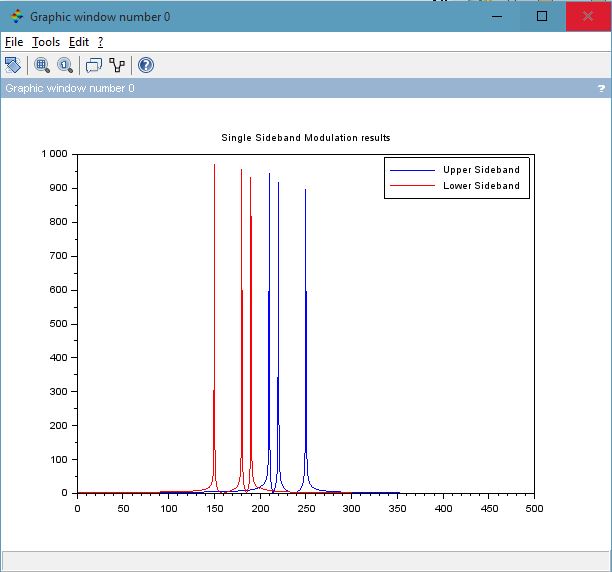 Graphic window number 0
File Tools Edit ?
Graphic window number 0 ?
Single Sideband Modulation results
Upper Sideband
Lower Sideband
1 000
900
800
700
600
500
400
300
200
100
0
0 50 100 150 200 250 300 350 400 450 500